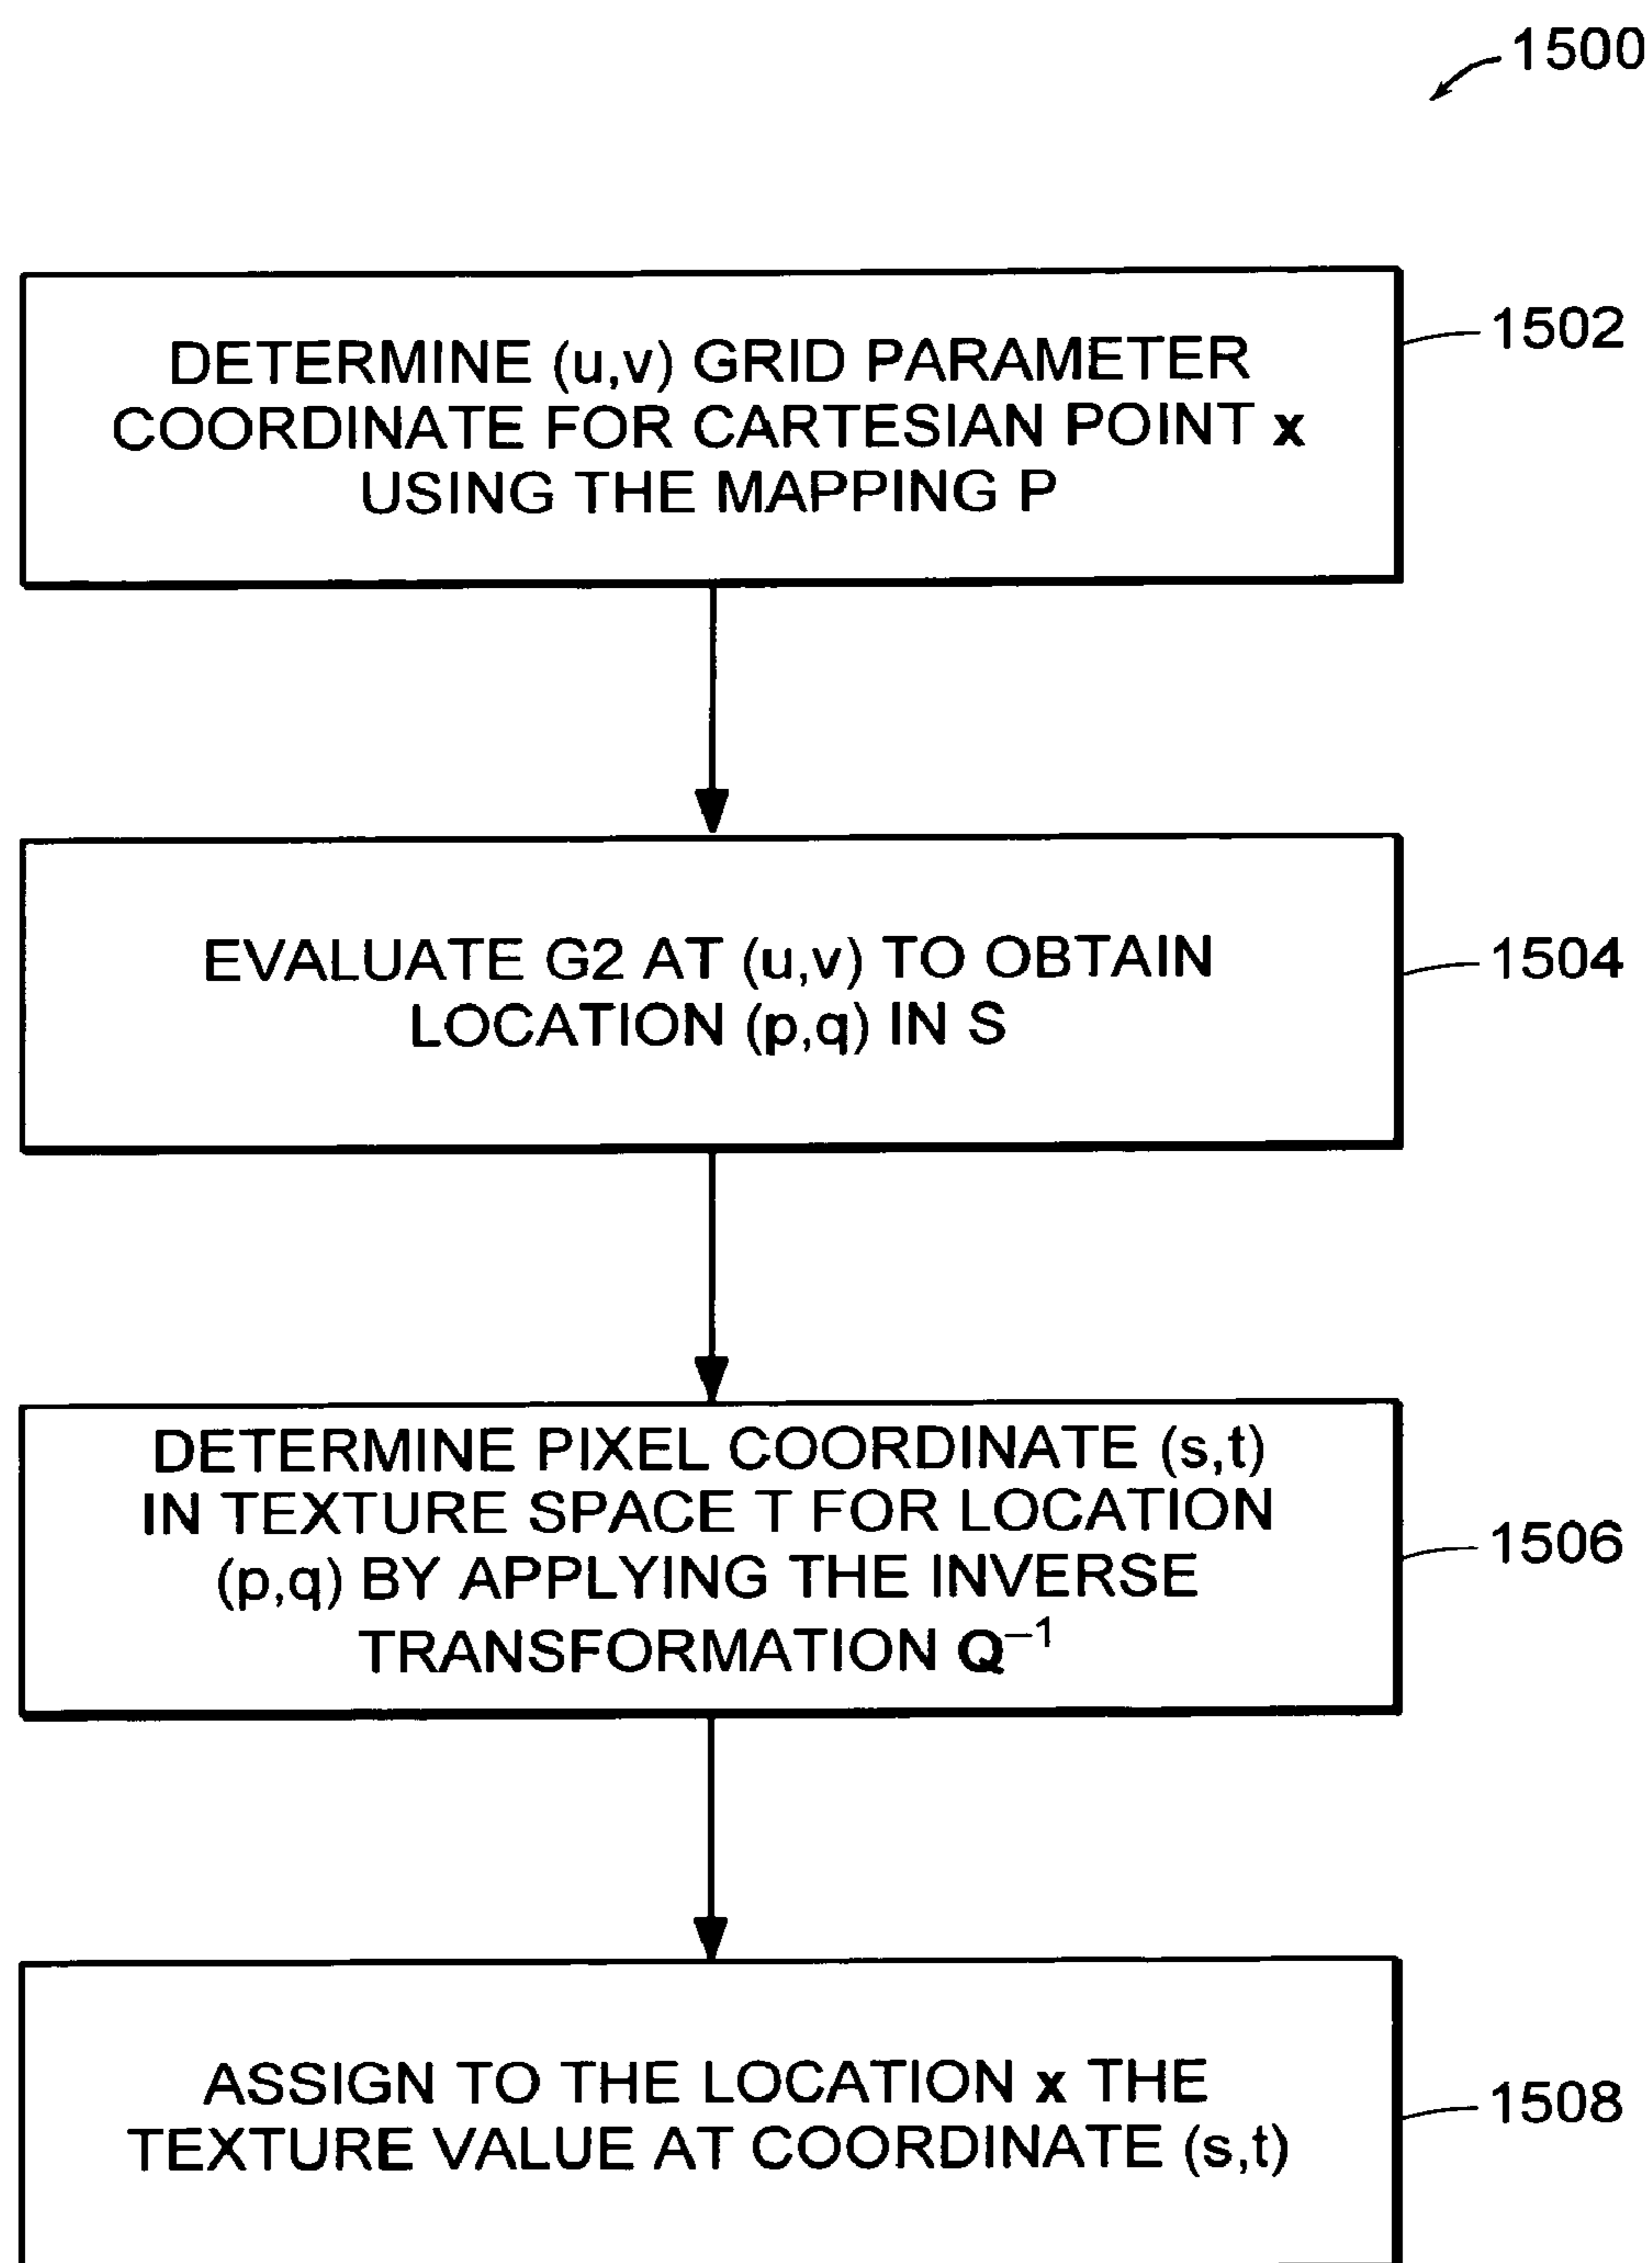 1500
DETERMINE (u,v) GRID PARAMETER
COORDINATE FOR CARTESIAN POINT x
USING THE MAPPING P
1502
EVALUATE G2 AT (u,v) TO OBTAIN
LOCATION (p,q) IN S
1504
DETERMINE PIXEL COORDINATE (s,t)
IN TEXTURE SPACE T FOR LOCATION
(p,q) BY APPLYING THE INVERSE
TRANSFORMATION Q⁻¹
1506
ASSIGN TO THE LOCATION x THE
TEXTURE VALUE AT COORDINATE (s,t)
1508